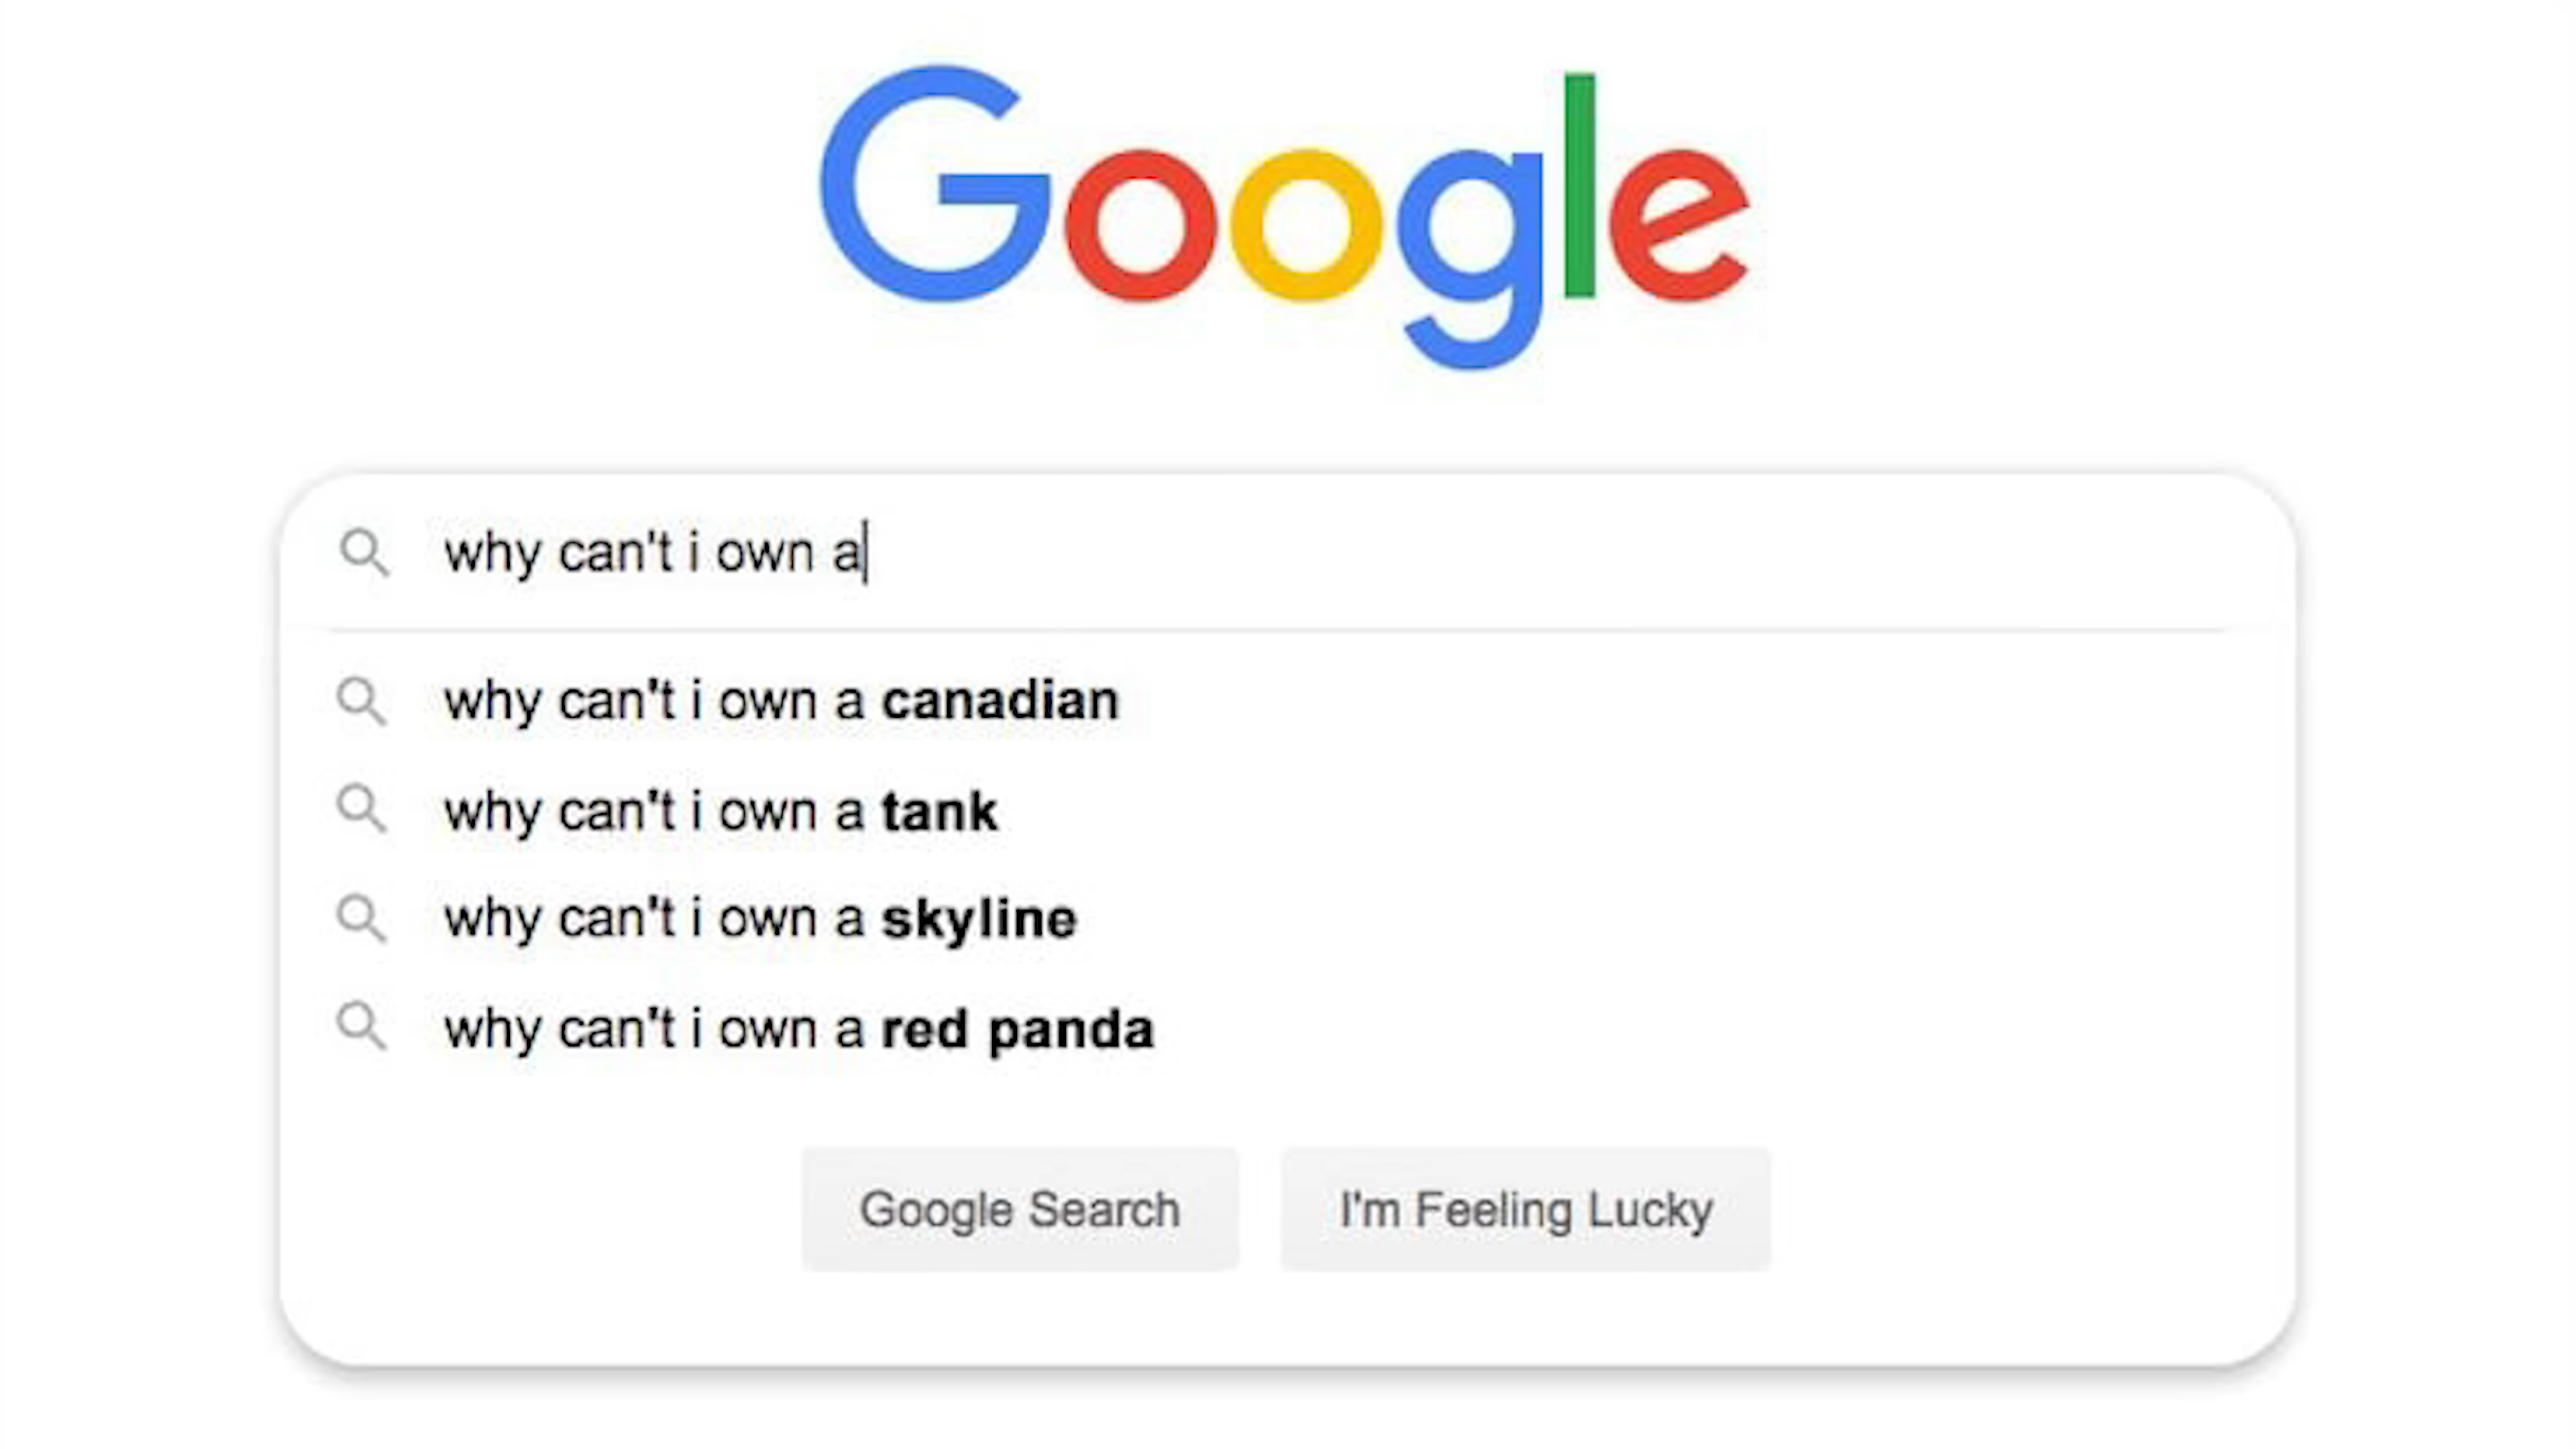 Google
why can't i own a
why can't i own a canadian
why can't i own a tank
why can't i own a skyline
why can't i own a red panda
Google Search
I'm Feeling Lucky